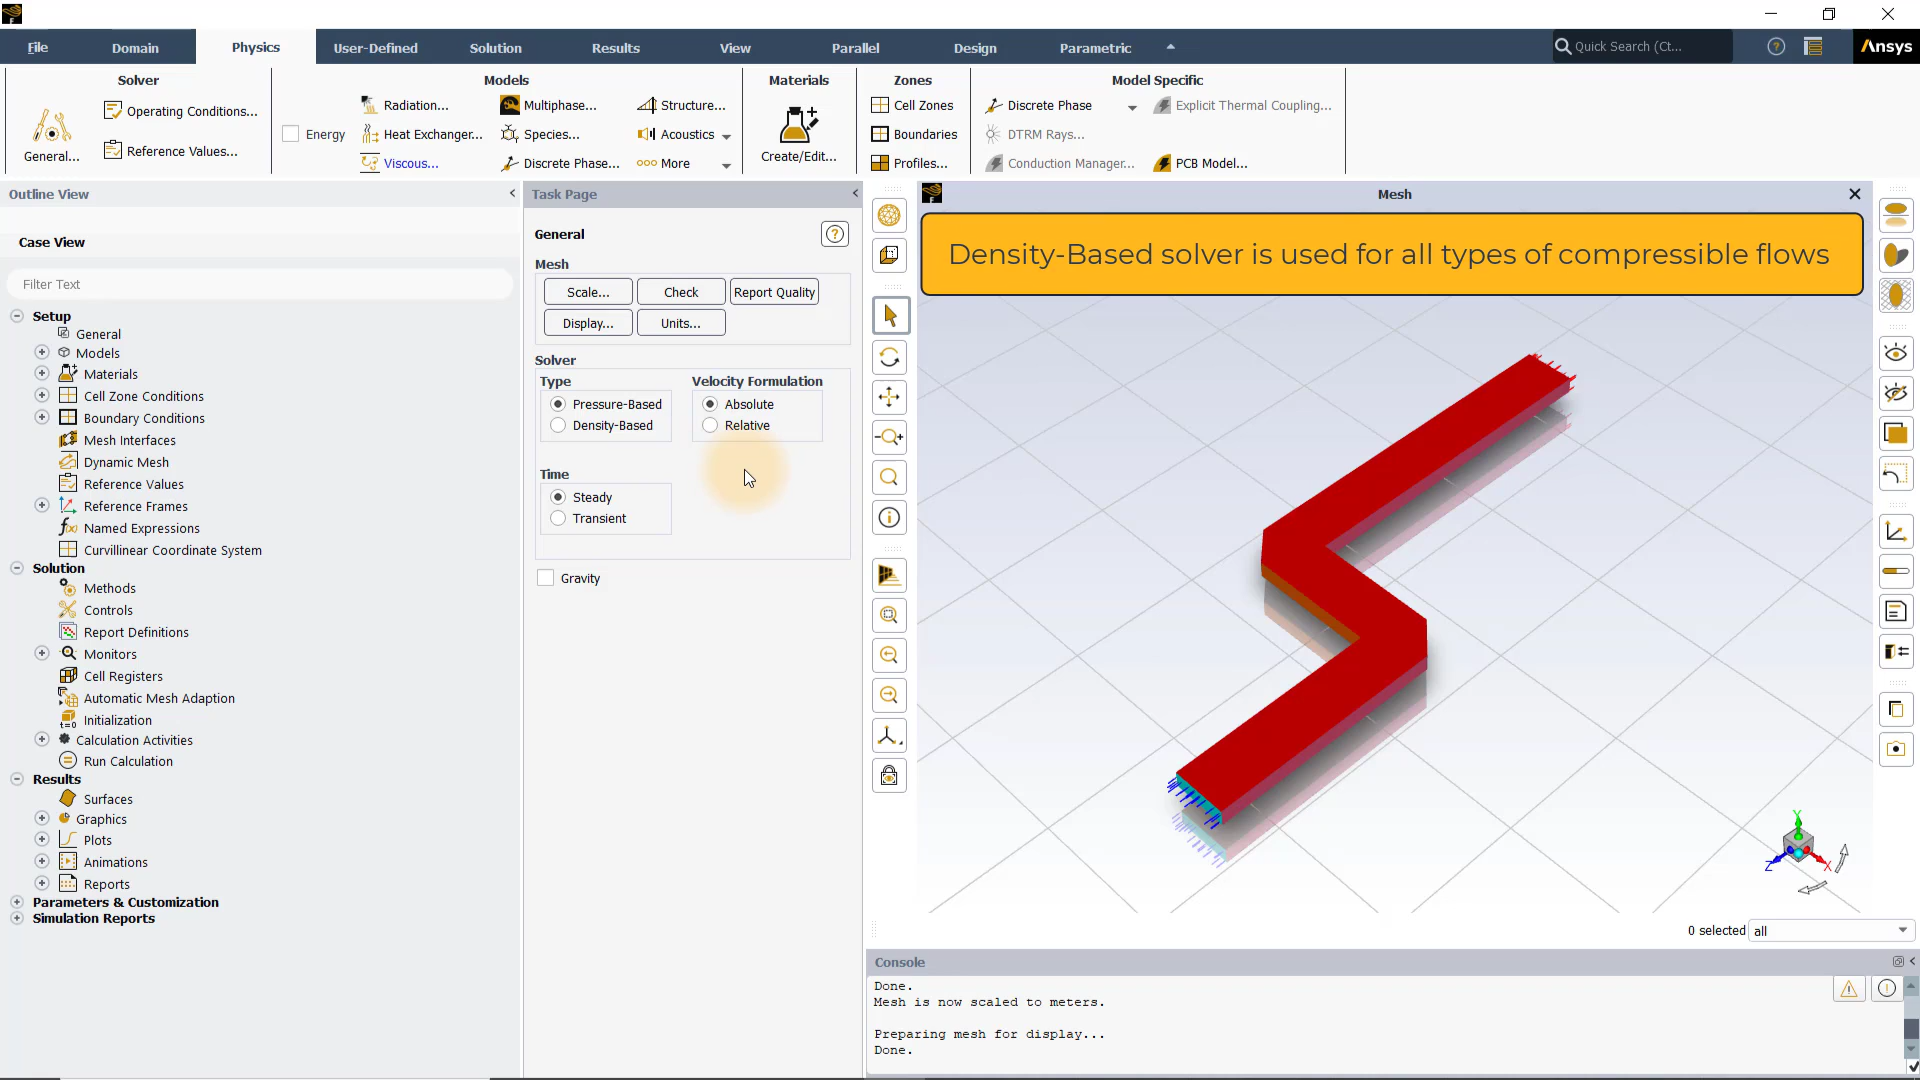 File
Domain
Physics
User-Defined
Solution
Results
View
Parallel
Design
Parametric
Quick Search (Ct...
Ansys
Solver
General...
Operating Conditions...
Reference Values...
Models
Energy
Radiation...
Heat Exchanger...
Viscous...
Multiphase...
Species...
Discrete Phase...
Structure...
Acoustics
More
Materials
Create/Edit...
Zones
Cell Zones
Boundaries
Profiles...
Model Specific
Discrete Phase
DTRM Rays...
Conduction Manager...
Explicit Thermal Coupling...
PCB Model...
Outline View
Case View
Filter Text
Setup
General
Models
Materials
Cell Zone Conditions
Boundary Conditions
Mesh Interfaces
Dynamic Mesh
Reference Values
Reference Frames
Named Expressions
Curvillinear Coordinate System
Solution
Methods
Controls
Report Definitions
Monitors
Cell Registers
Automatic Mesh Adaption
t=0 Initialization
Calculation Activities
Run Calculation
Results
Surfaces
Graphics
Plots
Animations
Reports
Parameters & Customization
Simulation Reports
Task Page
General
Mesh
Scale... Check Report Quality
Display... Units...
Solver
Type
Pressure-Based
Density-Based
Velocity Formulation
Absolute
Relative
Time
Steady
Transient
Gravity
Mesh
Density-Based solver is used for all types of compressible flows
Y
Z
X
0 selected all
Console
Done.
Mesh is now scaled to meters.
Preparing mesh for display...
Done.